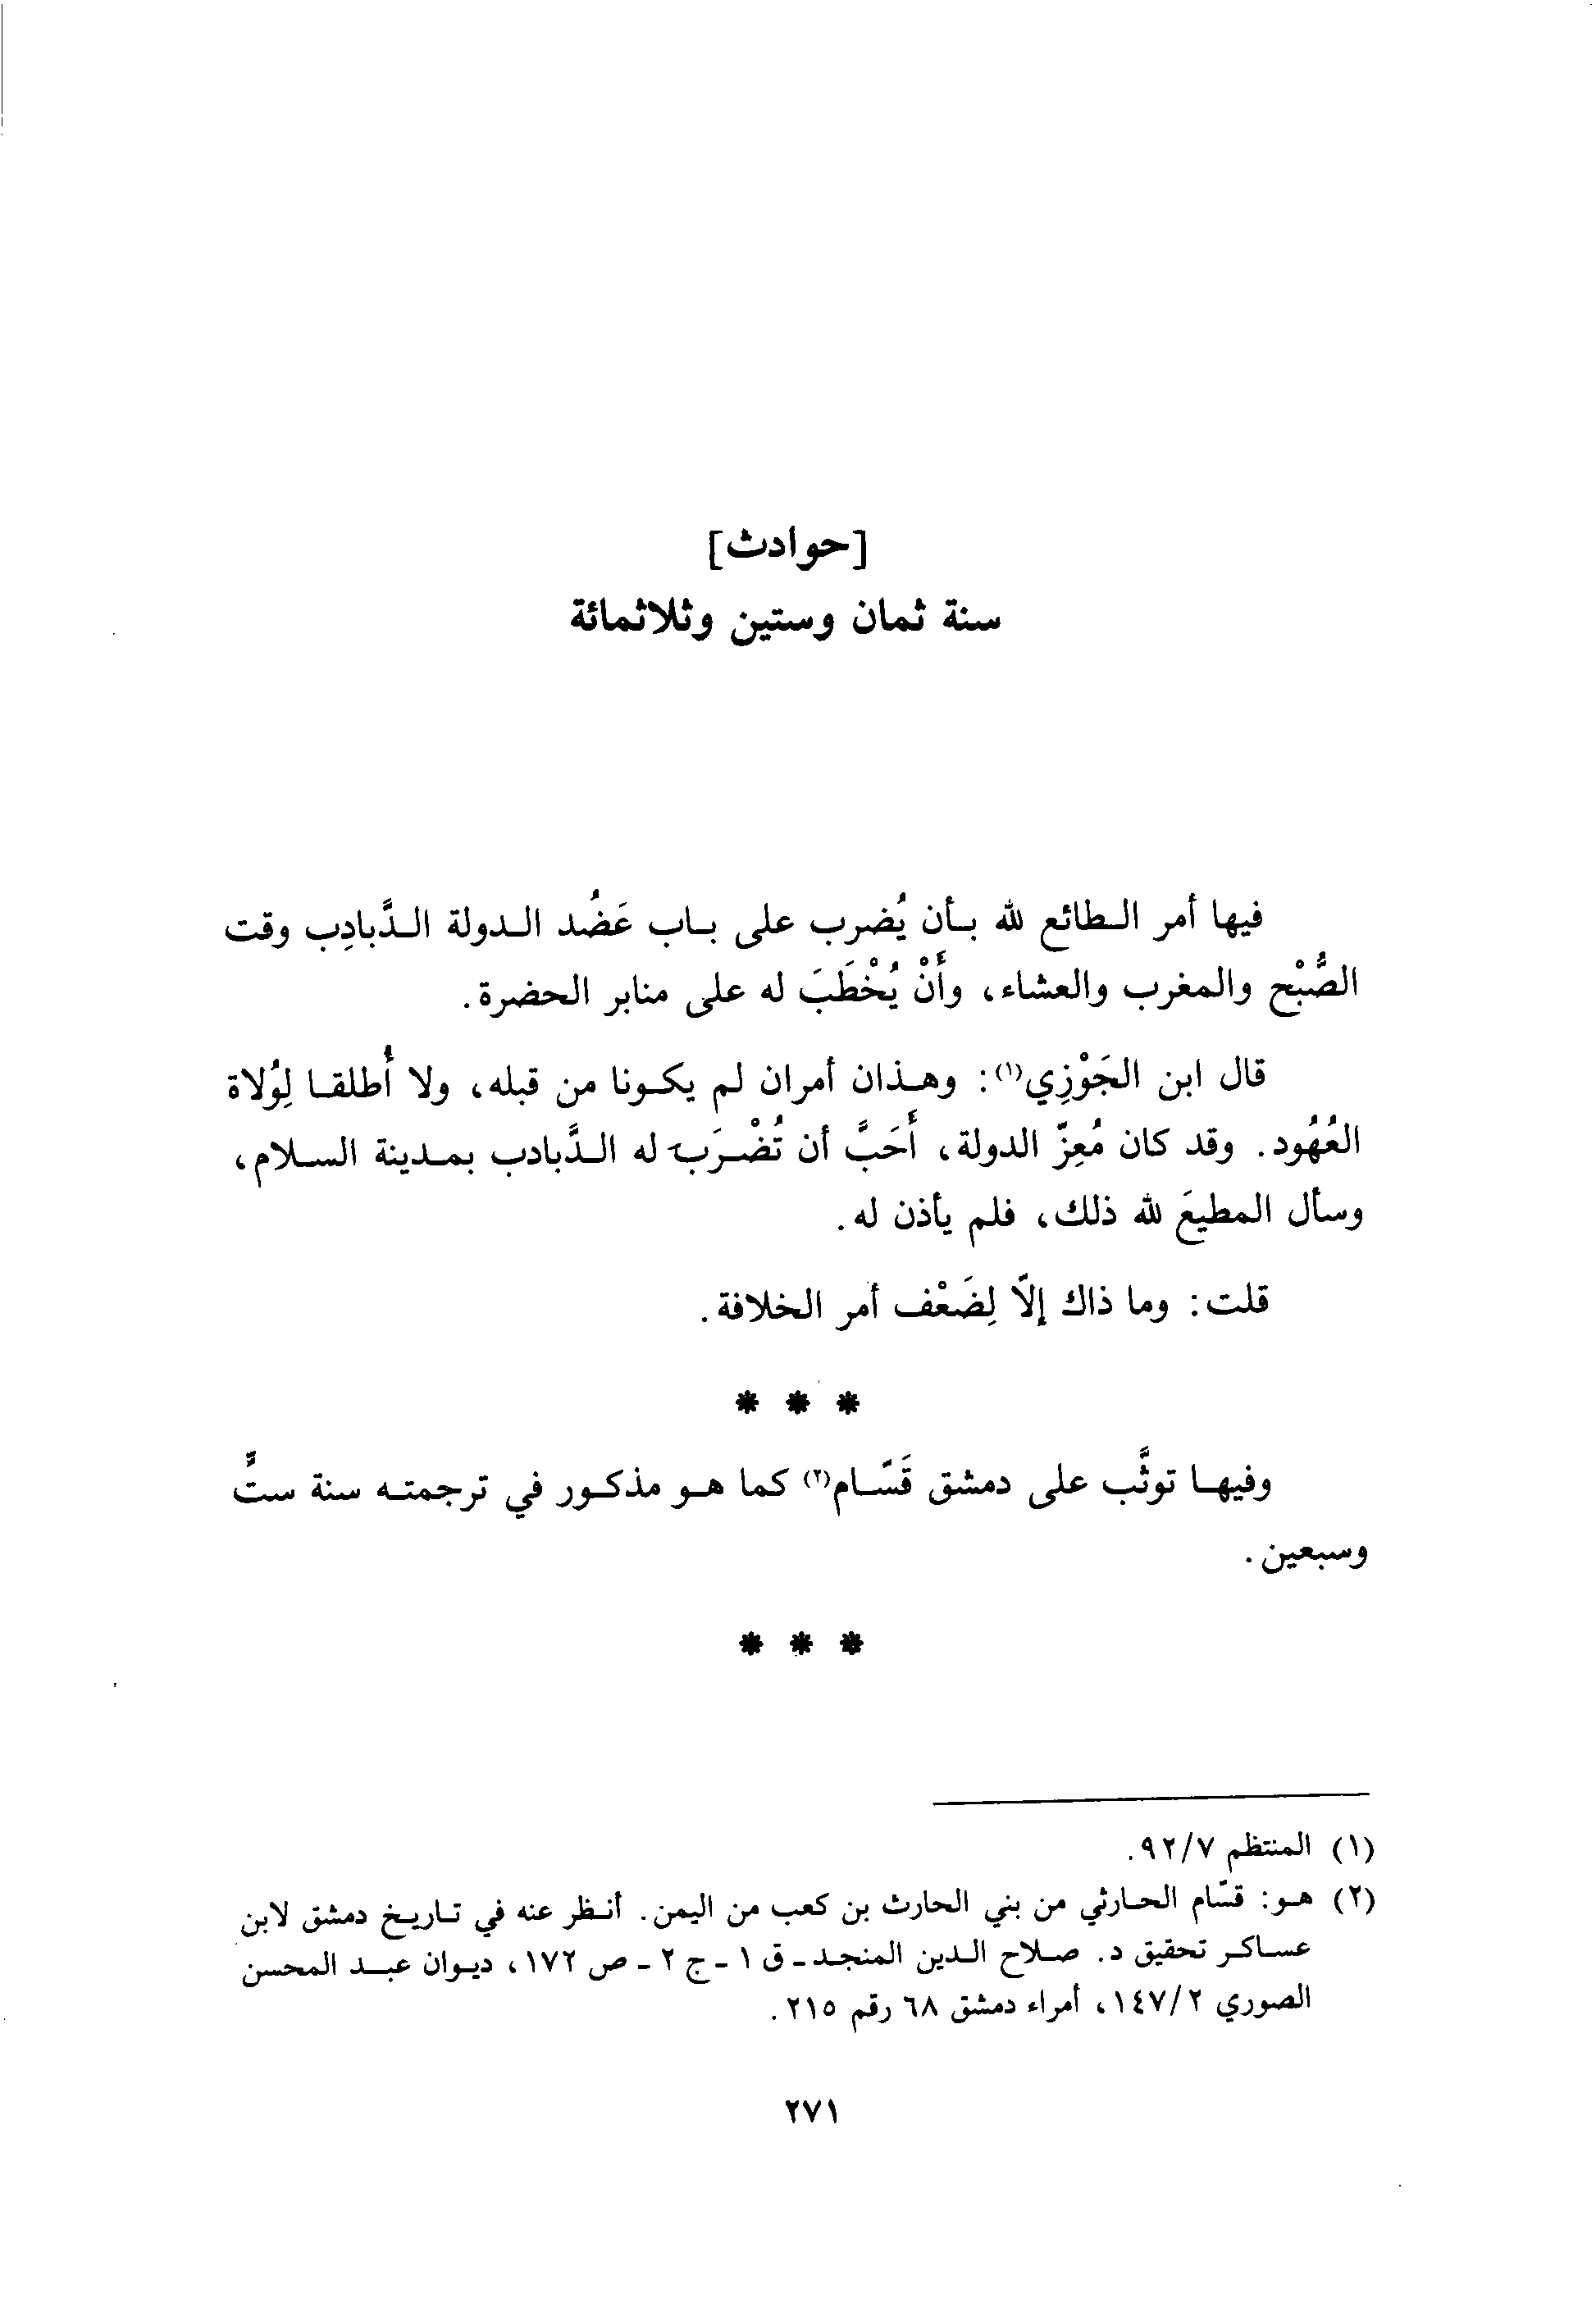 [حوادث]
سنة ثمان وستين وثلاثمائة
فيها أمر الطائع لله بأن يُضرب على باب عَضُد الدولة الدَّبادِب وقت
الصُّبْح والمغرب والعشاء، وأَنْ يُخْطَبَ له على منابر الحضرة.
قال ابن الجَوْزِي(١): وهذان أمران لم يكونا من قبله، ولا أُطلقا لِوُلاة
العُهُود. وقد كان مُعِزّ الدولة، أَحَبَّ أن تُضْرَب له الدَّبادب بمدينة السلام،
وسأل المطيعَ لله ذلك، فلم يأذن له.
قلت: وما ذاك إلّا لِضَعْف أمر الخلافة.
* * *
وفيها توثَّب على دمشق قَسّام(٢) كما هو مذكور في ترجمته سنة ستٍّ
وسبعين.
* * *
(١) المنتظم ٩٢/٧.
(٢) هو: قسّام الحارثي من بني الحارث بن كعب من اليمن. أنظر عنه في تاريخ دمشق لابن
عساكر تحقيق د. صلاح الدين المنجد ـ ق ١ ـ ج ٢ ـ ص ١٧٢، ديوان عبد المحسن
الصوري ١٤٧/٢، أمراء دمشق ٦٨ رقم ٢١٥.
٢٧١